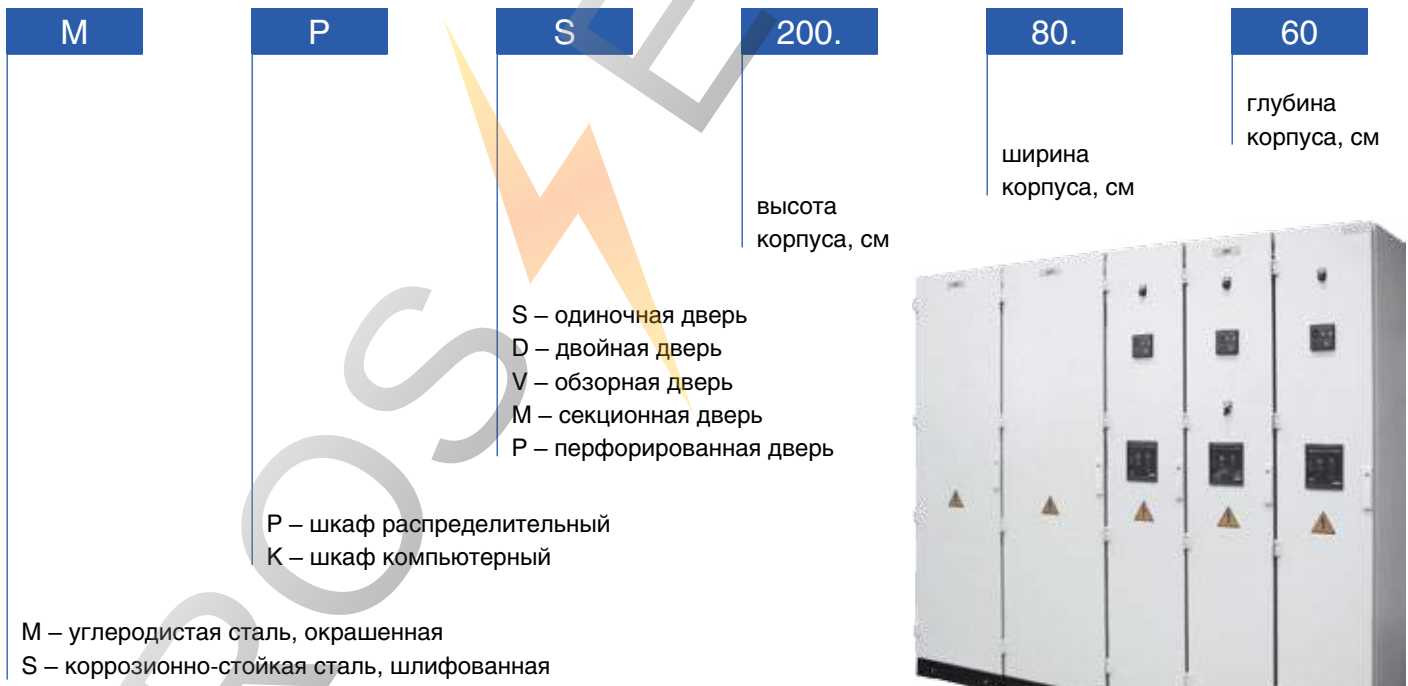 M P S 200. 80. 60
глубина
корпуса, см
ширина
корпуса, см
высота
корпуса, см
S – одиночная дверь
D – двойная дверь
V – обзорная дверь
M – секционная дверь
P – перфорированная дверь
P – шкаф распределительный
K – шкаф компьютерный
M – углеродистая сталь, окрашенная
S – коррозионно-стойкая сталь, шлифованная
ROS E